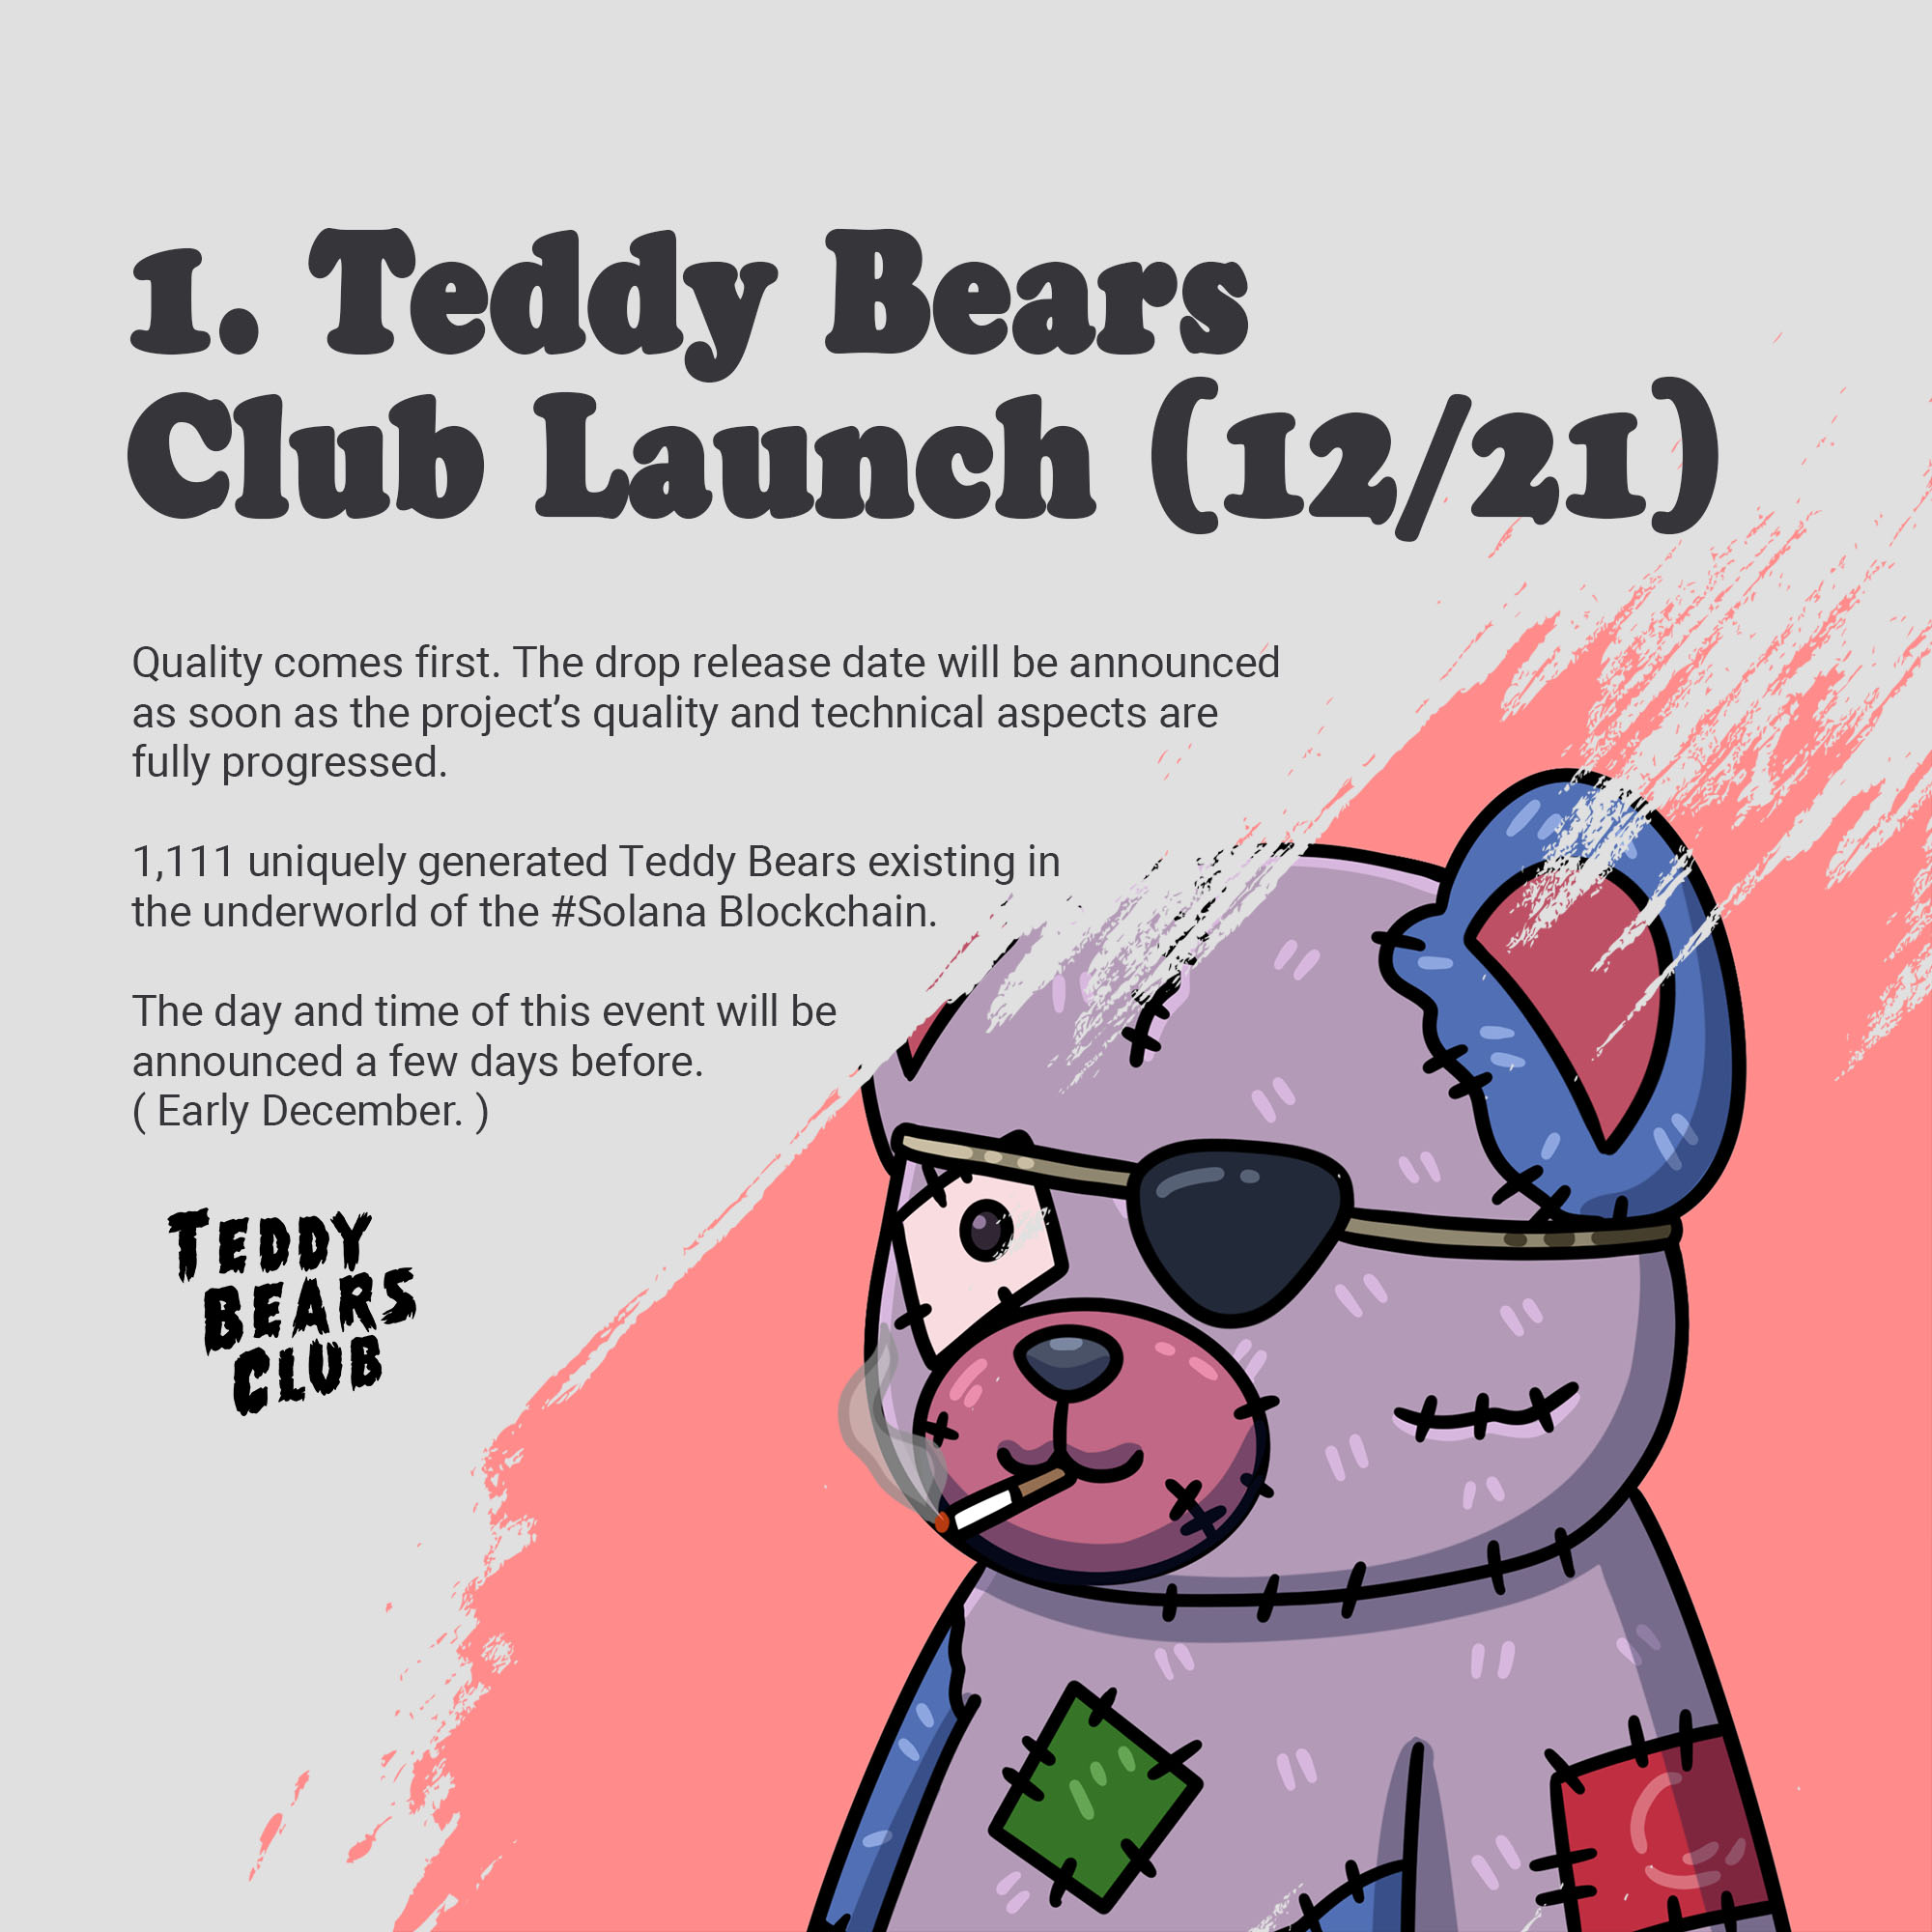 1. Teddy Bears
Club Launch (12/21)
Quality comes first. The drop release date will be announced
as soon as the project’s quality and technical aspects are
fully progressed.
1,111 uniquely generated Teddy Bears existing in
the underworld of the #Solana Blockchain.
The day and time of this event will be
announced a few days before.
( Early December. )
TEDDY
BEARS
CLUB